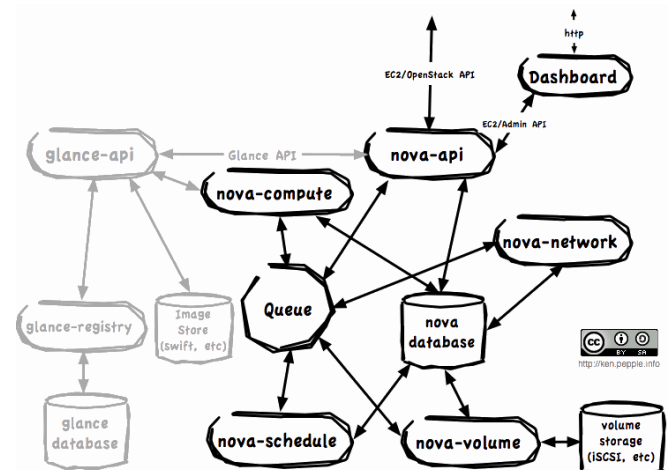 http
Dashboard
EC2/OpenStack API
EC2/Admin API
glance-api
Glance API
nova-api
nova-compute
nova-network
Queue
nova
database
glance-registry
Image
Store
(swift, etc)
cc
BY SA
http://ken.pepple.info
glance
database
nova-schedule
nova-volume
volume
storage
(iSCSI, etc)